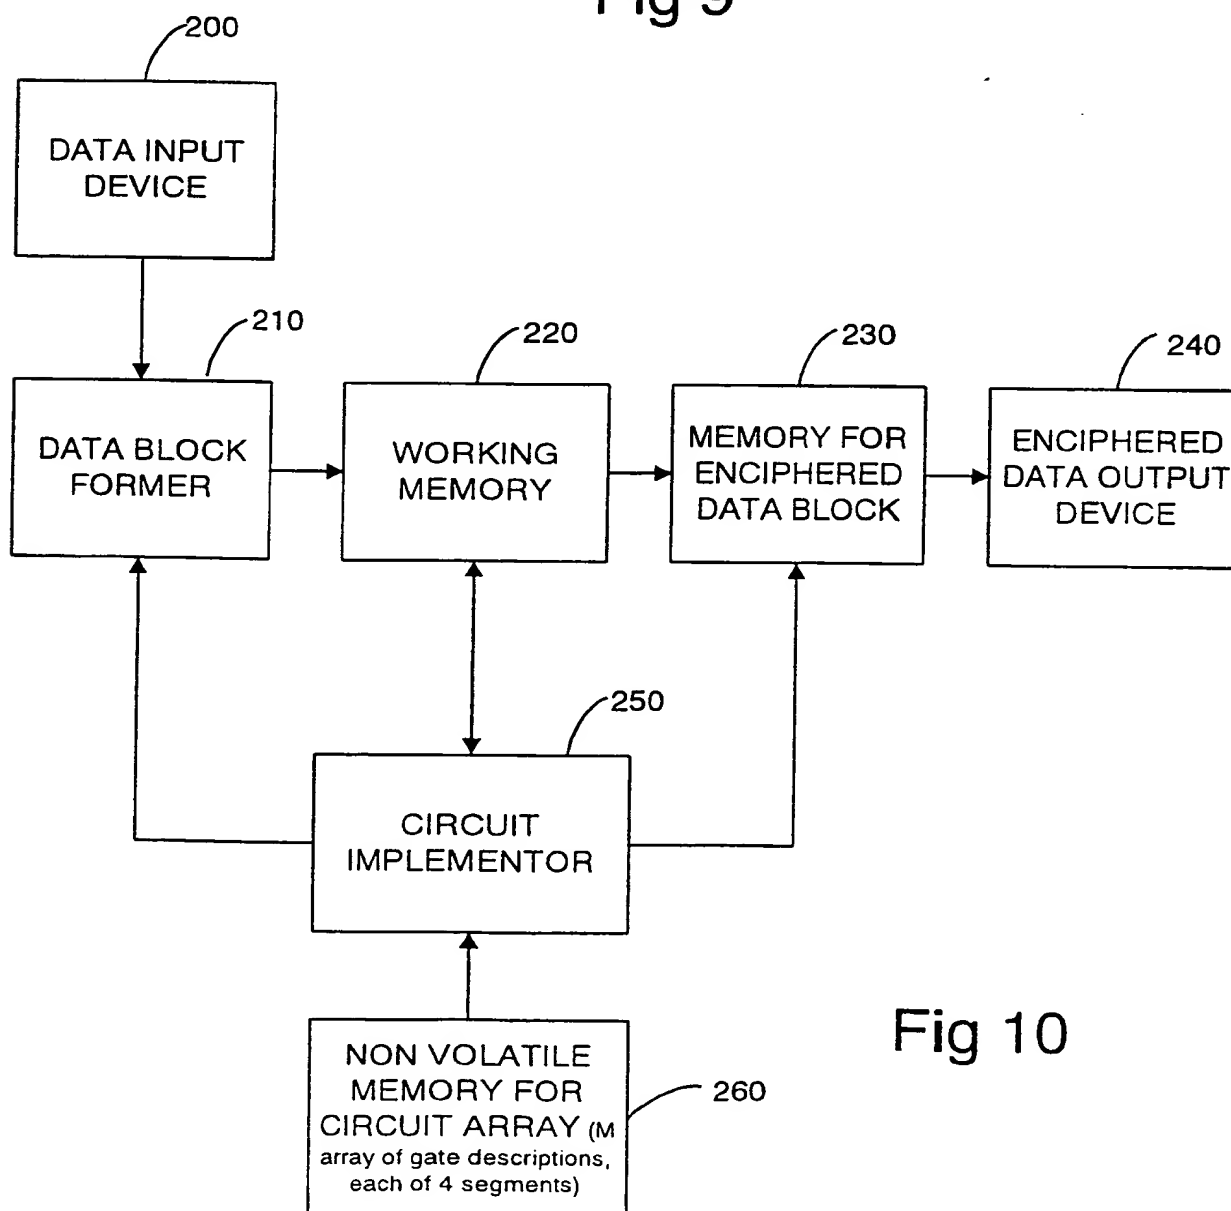 Fig 9
200
DATA INPUT
DEVICE
210
220
230
240
DATA BLOCK
FORMER
WORKING
MEMORY
MEMORY FOR
ENCIPHERED
DATA BLOCK
ENCIPHERED
DATA OUTPUT
DEVICE
250
CIRCUIT
IMPLEMENTOR
Fig 10
NON VOLATILE
MEMORY FOR
CIRCUIT ARRAY (M
array of gate descriptions,
each of 4 segments)
260